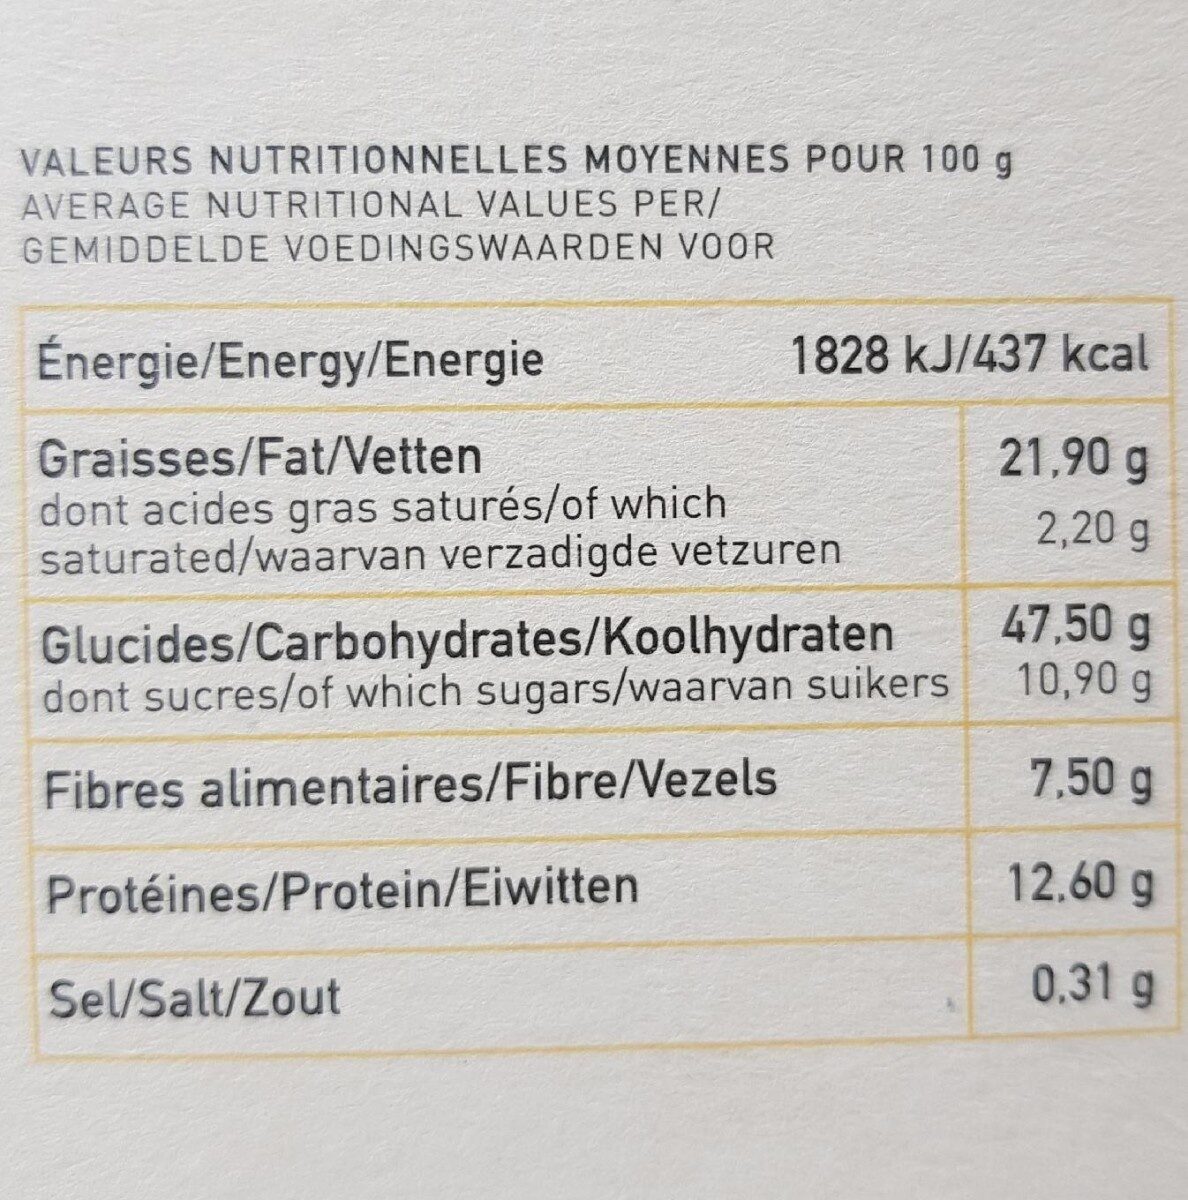 VALEURS NUTRITIONNELLES MOYENNES POUR 100 g
AVERAGE NUTRITIONAL VALUES PER/
GEMIDDELDE VOEDINGSWAARDEN VOOR
Énergie/Energy/Energie 1828 kJ/437 kcal
Graisses/Fat/Vetten 21,90 g
dont acides gras saturés/of which
saturated/waarvan verzadigde vetzuren 2,20 g
Glucides/Carbohydrates/Koolhydraten 47,50 g
dont sucres/of which sugars/waarvan suikers 10,90 g
Fibres alimentaires/Fibre/Vezels 7,50 g
Protéines/Protein/Eiwitten 12,60 g
Sel/Salt/Zout 0,31 g